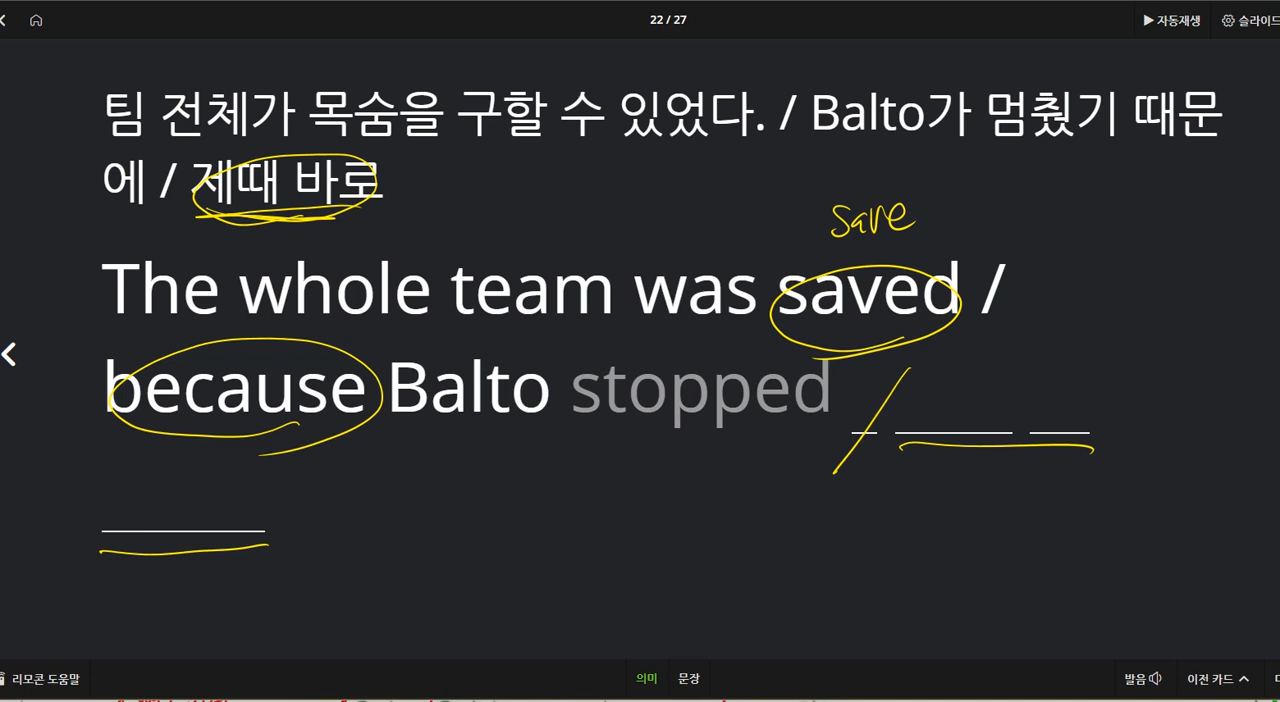 22 / 27
자동재생
슬라이드
팀 전체가 목숨을 구할 수 있었다. / Balto가 멈췄기 때문
에 / 제때 바로
save
The whole team was saved /
because Balto stopped
리모콘 도움말
의미
문장
발음
이전 카드